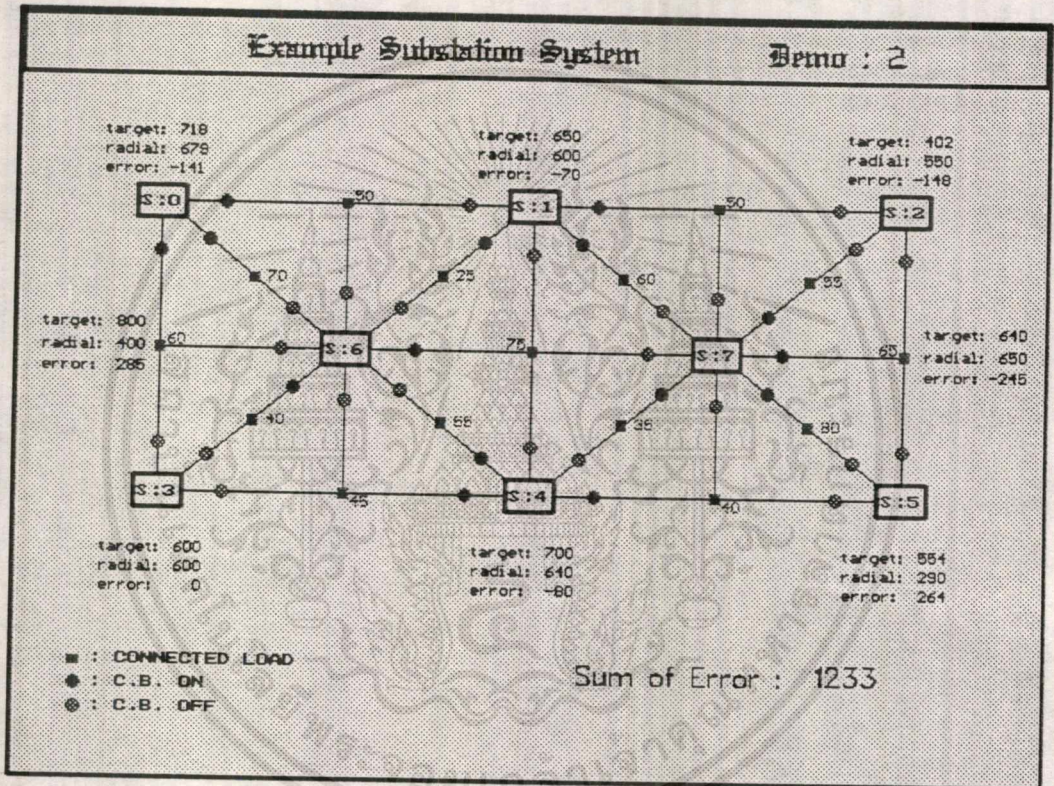 Example Substation System Demo : 2
target: 718
radial: 679
error: -141
target: 650
radial: 600
error: -70
target: 402
radial: 550
error: -148
S:0
50
S:1
50
S:2
70
25
60
55
target: 800
radial: 400
error: 285
60
S:6
75
S:7
65
target: 640
radial: 650
error: -245
40
55
35
80
S:3
45
S:4
40
S:5
target: 600
radial: 600
error: 0
target: 700
radial: 640
error: -80
target: 554
radial: 290
error: 264
: CONNECTED LOAD
: C.B. ON
: C.B. OFF
Sum of Error : 1233